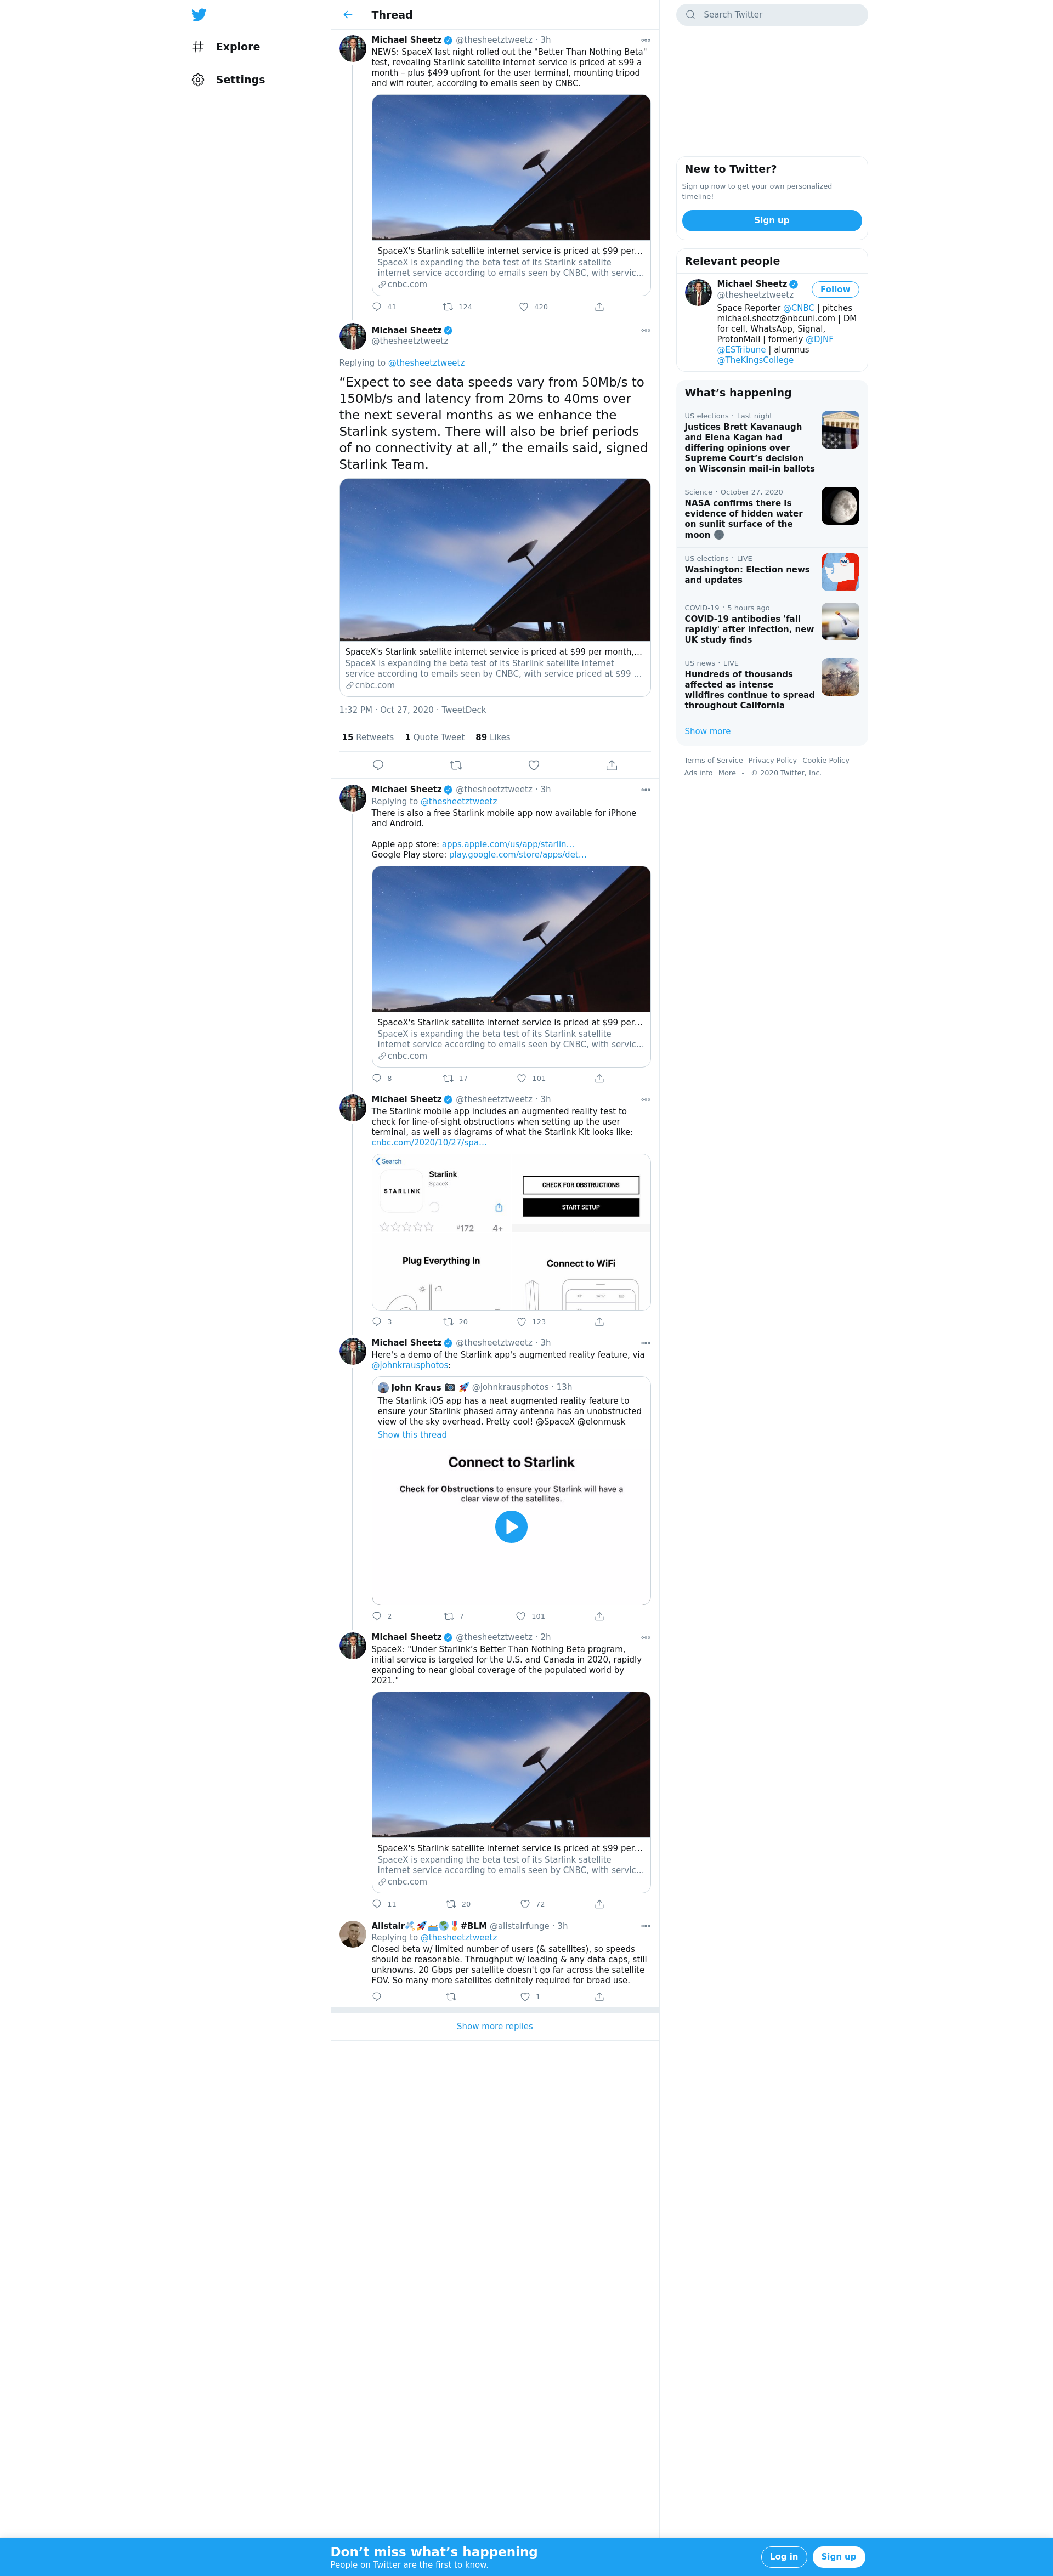 Explore
Settings
Thread
Michael Sheetz @thesheetztweetz · 3h
NEWS: SpaceX last night rolled out the "Better Than Nothing Beta"
test, revealing Starlink satellite internet service is priced at $99 a
month – plus $499 upfront for the user terminal, mounting tripod
and wifi router, according to emails seen by CNBC.
SpaceX's Starlink satellite internet service is priced at $99 per…
SpaceX is expanding the beta test of its Starlink satellite
internet service according to emails seen by CNBC, with servic…
cnbc.com
41 124 420
Michael Sheetz
@thesheetztweetz
Replying to @thesheetztweetz
“Expect to see data speeds vary from 50Mb/s to
150Mb/s and latency from 20ms to 40ms over
the next several months as we enhance the
Starlink system. There will also be brief periods
of no connectivity at all,” the emails said, signed
Starlink Team.
SpaceX's Starlink satellite internet service is priced at $99 per month,…
SpaceX is expanding the beta test of its Starlink satellite internet
service according to emails seen by CNBC, with service priced at $99 …
cnbc.com
1:32 PM · Oct 27, 2020 · TweetDeck
15 Retweets 1 Quote Tweet 89 Likes
Michael Sheetz @thesheetztweetz · 3h
Replying to @thesheetztweetz
There is also a free Starlink mobile app now available for iPhone
and Android.
Apple app store: apps.apple.com/us/app/starlin…
Google Play store: play.google.com/store/apps/det…
SpaceX's Starlink satellite internet service is priced at $99 per…
SpaceX is expanding the beta test of its Starlink satellite
internet service according to emails seen by CNBC, with servic…
cnbc.com
8 17 101
Michael Sheetz @thesheetztweetz · 3h
The Starlink mobile app includes an augmented reality test to
check for line-of-sight obstructions when setting up the user
terminal, as well as diagrams of what the Starlink Kit looks like:
cnbc.com/2020/10/27/spa…
Search
Starlink
SpaceX
STARLINK
#172 4+
CHECK FOR OBSTRUCTIONS
START SETUP
Plug Everything In
Connect to WiFi
3 20 123
Michael Sheetz @thesheetztweetz · 3h
Here's a demo of the Starlink app's augmented reality feature, via
@johnkrausphotos:
John Kraus 📷 🚀 @johnkrausphotos · 13h
The Starlink iOS app has a neat augmented reality feature to
ensure your Starlink phased array antenna has an unobstructed
view of the sky overhead. Pretty cool! @SpaceX @elonmusk
Show this thread
Connect to Starlink
Check for Obstructions to ensure your Starlink will have a
clear view of the satellites.
2 7 101
Michael Sheetz @thesheetztweetz · 2h
SpaceX: "Under Starlink's Better Than Nothing Beta program,
initial service is targeted for the U.S. and Canada in 2020, rapidly
expanding to near global coverage of the populated world by
2021."
SpaceX's Starlink satellite internet service is priced at $99 per…
SpaceX is expanding the beta test of its Starlink satellite
internet service according to emails seen by CNBC, with servic…
cnbc.com
11 20 72
Alistair🛰️🚀🏊🌎🎖️#BLM @alistairfunge · 3h
Replying to @thesheetztweetz
Closed beta w/ limited number of users (& satellites), so speeds
should be reasonable. Throughput w/ loading & any data caps, still
unknowns. 20 Gbps per satellite doesn't go far across the satellite
FOV. So many more satellites definitely required for broad use.
1
Show more replies
Search Twitter
New to Twitter?
Sign up now to get your own personalized
timeline!
Sign up
Relevant people
Michael Sheetz
@thesheetztweetz
Follow
Space Reporter @CNBC | pitches
michael.sheetz@nbcuni.com | DM
for cell, WhatsApp, Signal,
ProtonMail | formerly @DJNF
@ESTribune | alumnus
@TheKingsCollege
What’s happening
US elections · Last night
Justices Brett Kavanaugh
and Elena Kagan had
differing opinions over
Supreme Court’s decision
on Wisconsin mail-in ballots
Science · October 27, 2020
NASA confirms there is
evidence of hidden water
on sunlit surface of the
moon 🌑
US elections · LIVE
Washington: Election news
and updates
COVID-19 · 5 hours ago
COVID-19 antibodies 'fall
rapidly' after infection, new
UK study finds
US news · LIVE
Hundreds of thousands
affected as intense
wildfires continue to spread
throughout California
Show more
Terms of Service Privacy Policy Cookie Policy
Ads info More © 2020 Twitter, Inc.
Don’t miss what’s happening
People on Twitter are the first to know.
Log in
Sign up